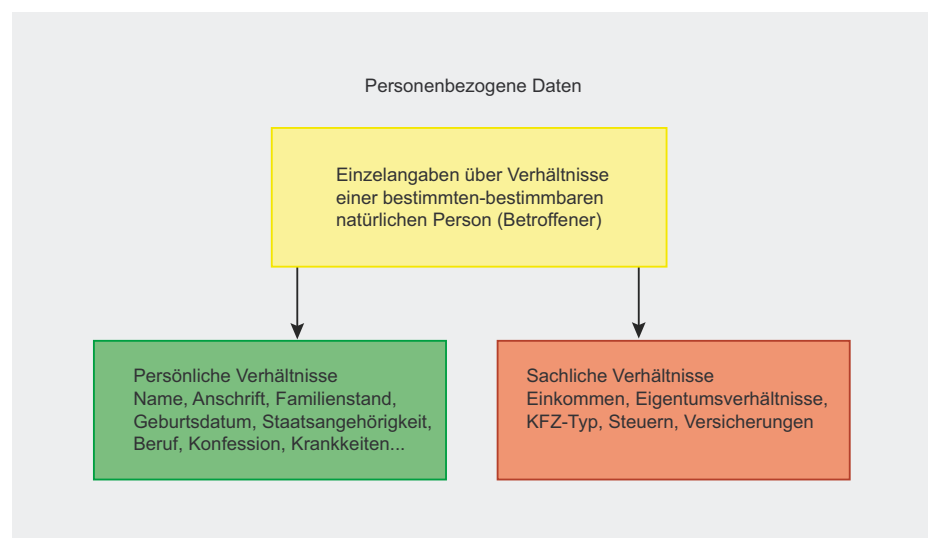 Personenbezogene Daten
Einzelangaben über Verhältnisse
einer bestimmten-bestimmbaren
natürlichen Person (Betroffener)
Persönliche Verhältnisse
Name, Anschrift, Familienstand,
Geburtsdatum, Staatsangehörigkeit,
Beruf, Konfession, Krankkeiten...
Sachliche Verhältnisse
Einkommen, Eigentumsverhältnisse,
KFZ-Typ, Steuern, Versicherungen